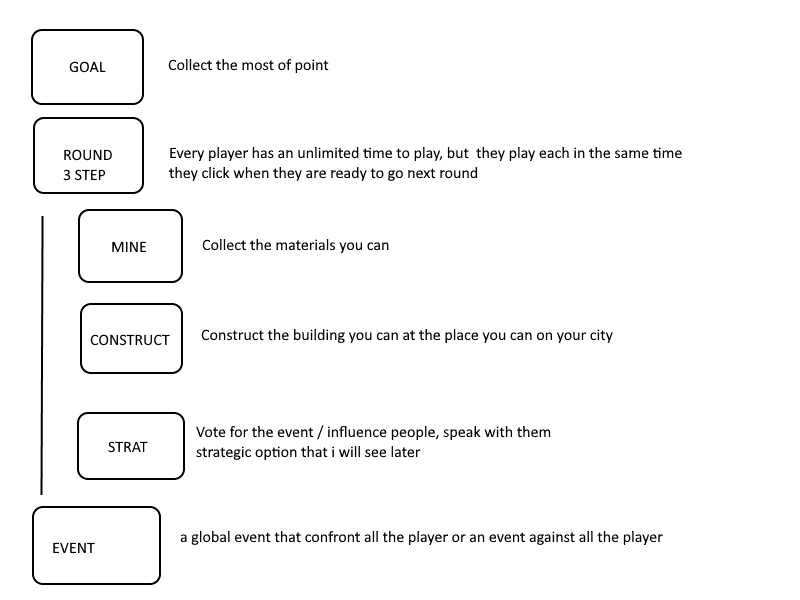 GOAL
Collect the most of point
ROUND
3 STEP
Every player has an unlimited time to play, but they play each in the same time
they click when they are ready to go next round
MINE
Collect the materials you can
CONSTRUCT
Construct the building you can at the place you can on your city
STRAT
Vote for the event / influence people, speak with them
strategic option that i will see later
EVENT
a global event that confront all the player or an event against all the player